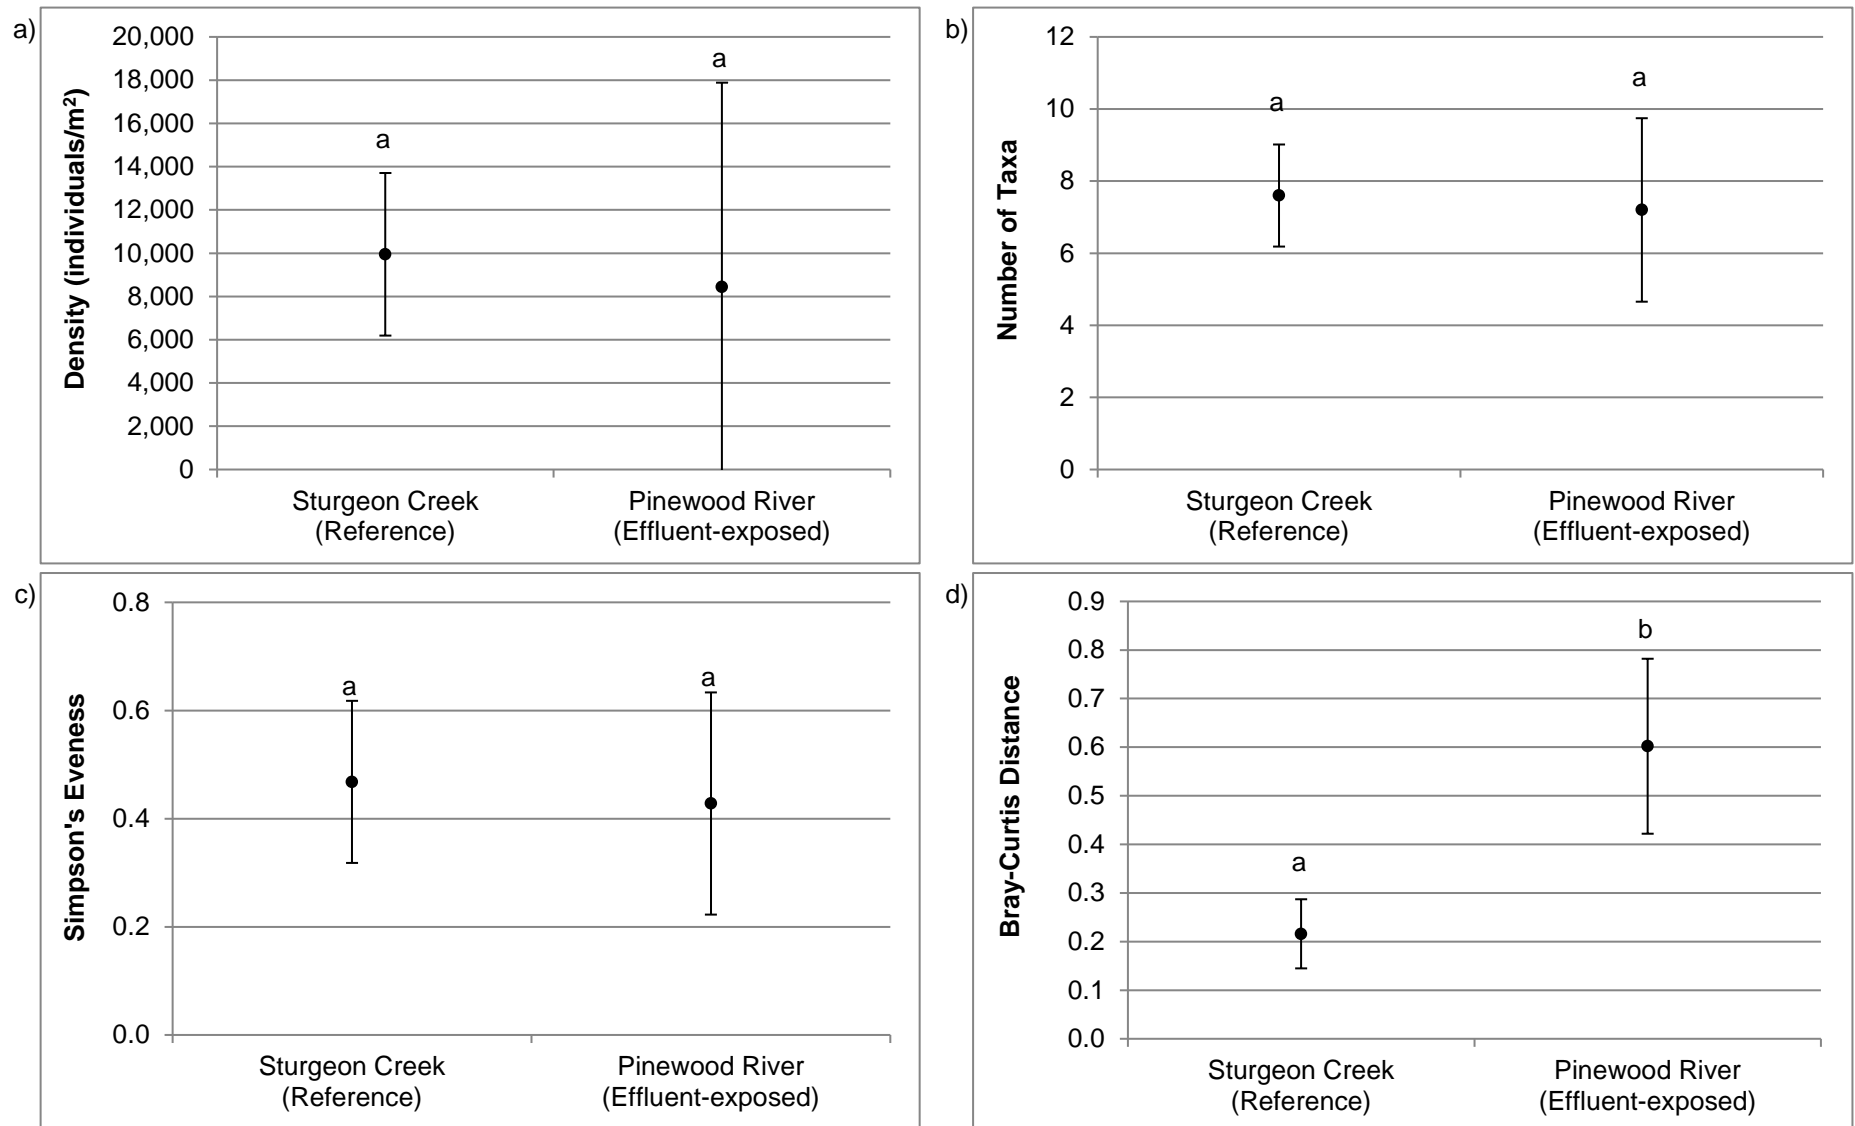 a)
20,000
18,000
16,000
14,000
12,000
10,000
8,000
6,000
4,000
2,000
0
Density (individuals/m²)
a
a
Sturgeon Creek
(Reference)
Pinewood River
(Effluent-exposed)
b)
12
10
8
6
4
2
0
Number of Taxa
a
a
Sturgeon Creek
(Reference)
Pinewood River
(Effluent-exposed)
c)
0.8
0.6
0.4
0.2
0.0
Simpson's Eveness
a
a
Sturgeon Creek
(Reference)
Pinewood River
(Effluent-exposed)
d)
0.9
0.8
0.7
0.6
0.5
0.4
0.3
0.2
0.1
0.0
Bray-Curtis Distance
a
b
Sturgeon Creek
(Reference)
Pinewood River
(Effluent-exposed)